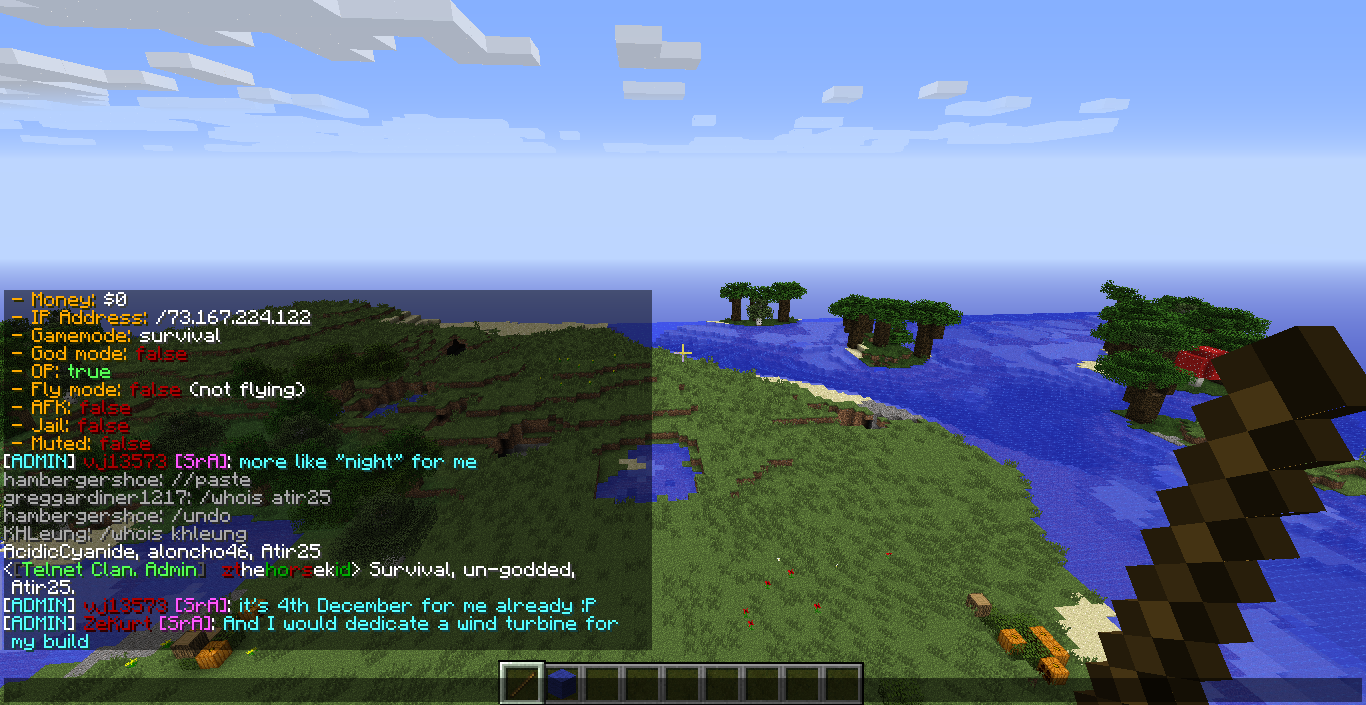 - Money: $0
- IP Address: /73.167.224.122
- Gamemode: survival
- God mode: false
- OP: true
- Fly mode: false (not flying)
- AFK: false
- Jail: false
- Muted: false
[ADMIN] vj13573 [SrA]: more like "night" for me
hambergershoe: //paste
greggardiner1217: /whois atir25
hambergershoe: /undo
KHLeung: /whois khleung
AcidicCyanide, aloncho46, Atir25
<[Telnet Clan. Admin] zthehorsekid> Survival, un-godded,
Atir25.
[ADMIN] vj13573 [SrA]: it's 4th December for me already :P
[ADMIN] ZeKurt [SrA]: And I would dedicate a wind turbine for
my build